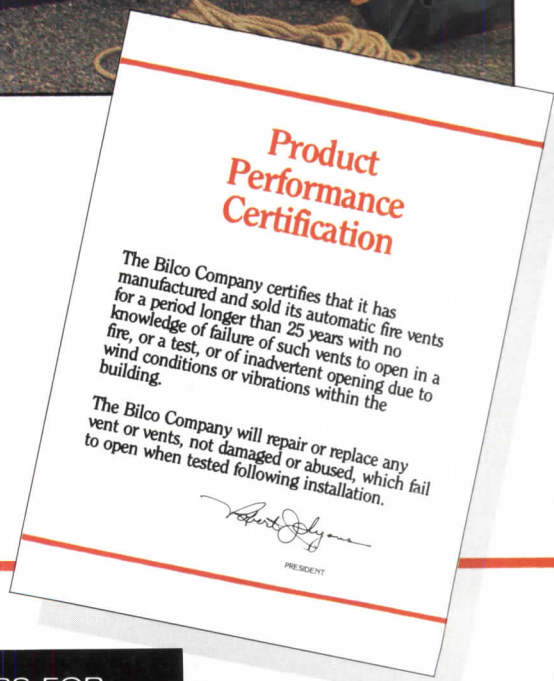 Product
Performance
Certification
The Bilco Company certifies that it has
manufactured and sold its automatic fire vents
for a period longer than 25 years with no
knowledge of failure of such vents to open in a
fire, or a test, or of inadvertent opening due to
wind conditions or vibrations within the
building.
The Bilco Company will repair or replace any
vent or vents, not damaged or abused, which fail
to open when tested following installation.
Robert J Lyons
PRESIDENT
FOR